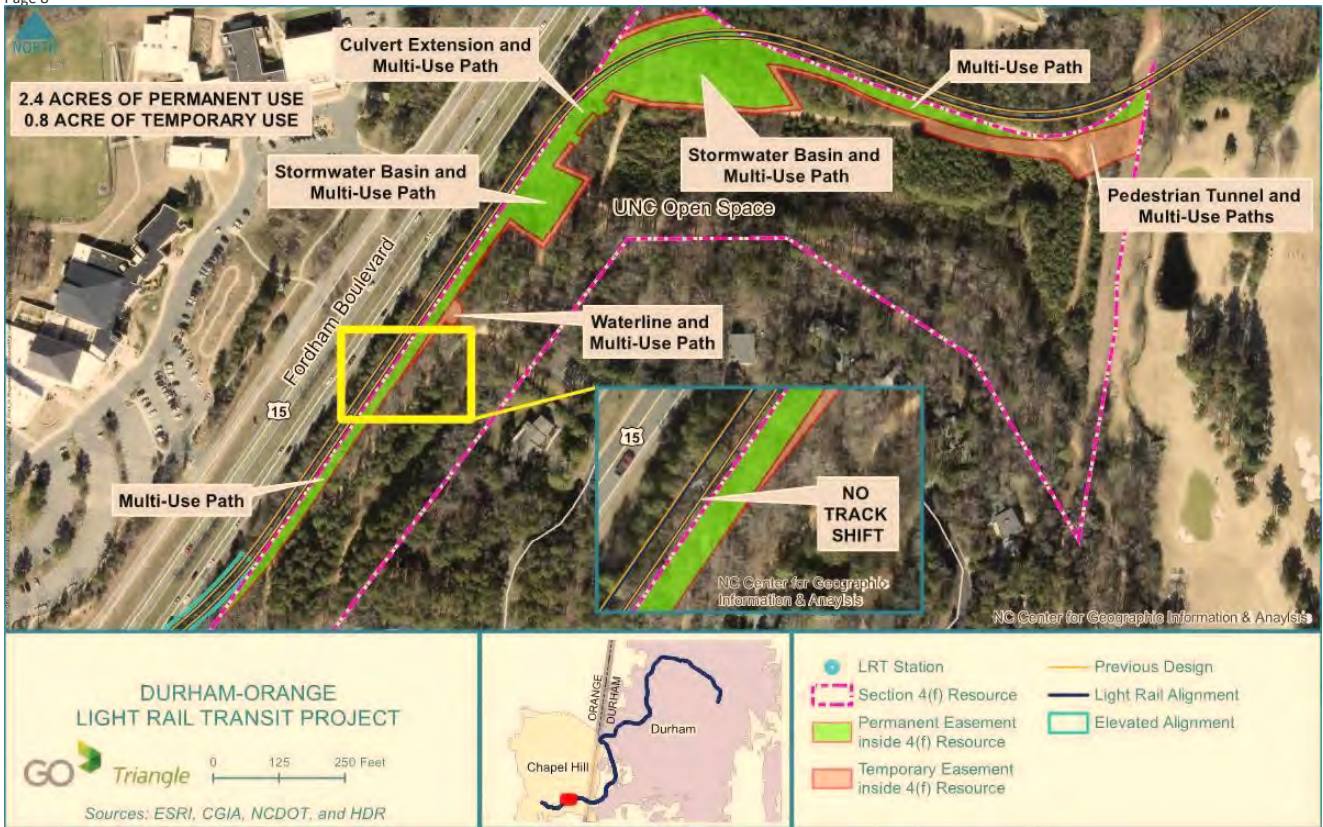 Page 8
NORTH
Culvert Extension and
Multi-Use Path
Multi-Use Path
2.4 ACRES OF PERMANENT USE
0.8 ACRE OF TEMPORARY USE
Stormwater Basin and
Multi-Use Path
Stormwater Basin and
Multi-Use Path
Pedestrian Tunnel and
Multi-Use Paths
UNC Open Space
Fordham Boulevard
Waterline and
Multi-Use Path
15
15
Multi-Use Path
NO
TRACK
SHIFT
NC Center for Geographic
Information & Anaylsis
NC Center for Geographic Information & Anaylsis
DURHAM-ORANGE
LIGHT RAIL TRANSIT PROJECT
GO Triangle
0 125 250 Feet
Sources: ESRI, CGIA, NCDOT, and HDR
ORANGE
DURHAM
Durham
Chapel Hill
LRT Station
Section 4(f) Resource
Permanent Easement
inside 4(f) Resource
Temporary Easement
inside 4(f) Resource
Previous Design
Light Rail Alignment
Elevated Alignment